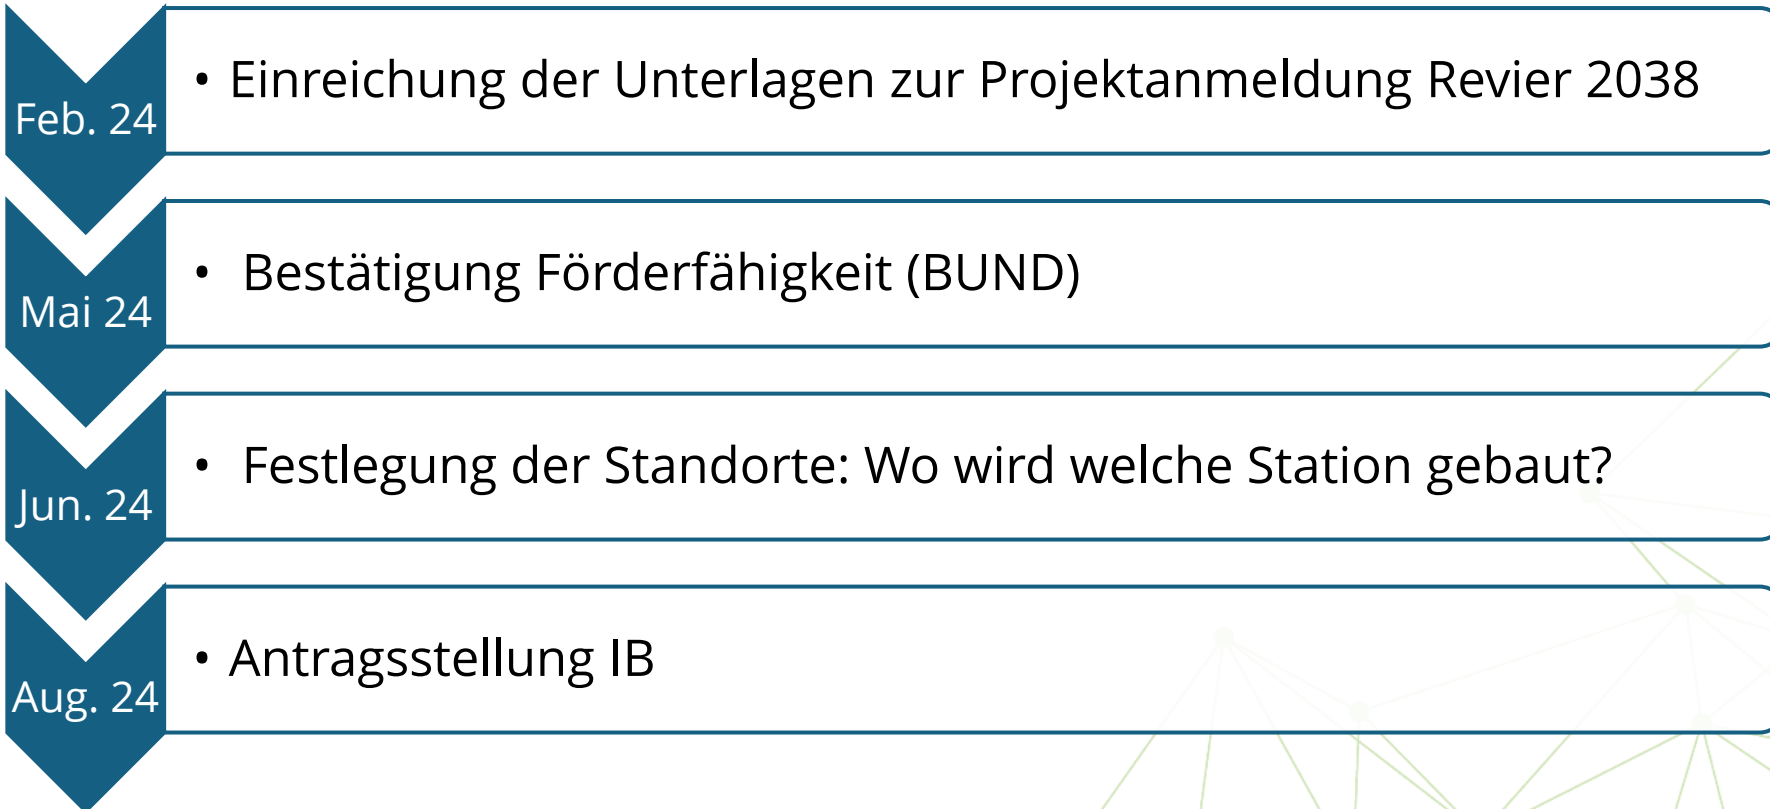 Feb. 24
• Einreichung der Unterlagen zur Projektanmeldung Revier 2038
Mai 24
• Bestätigung Förderfähigkeit (BUND)
Jun. 24
• Festlegung der Standorte: Wo wird welche Station gebaut?
Aug. 24
• Antragsstellung IB